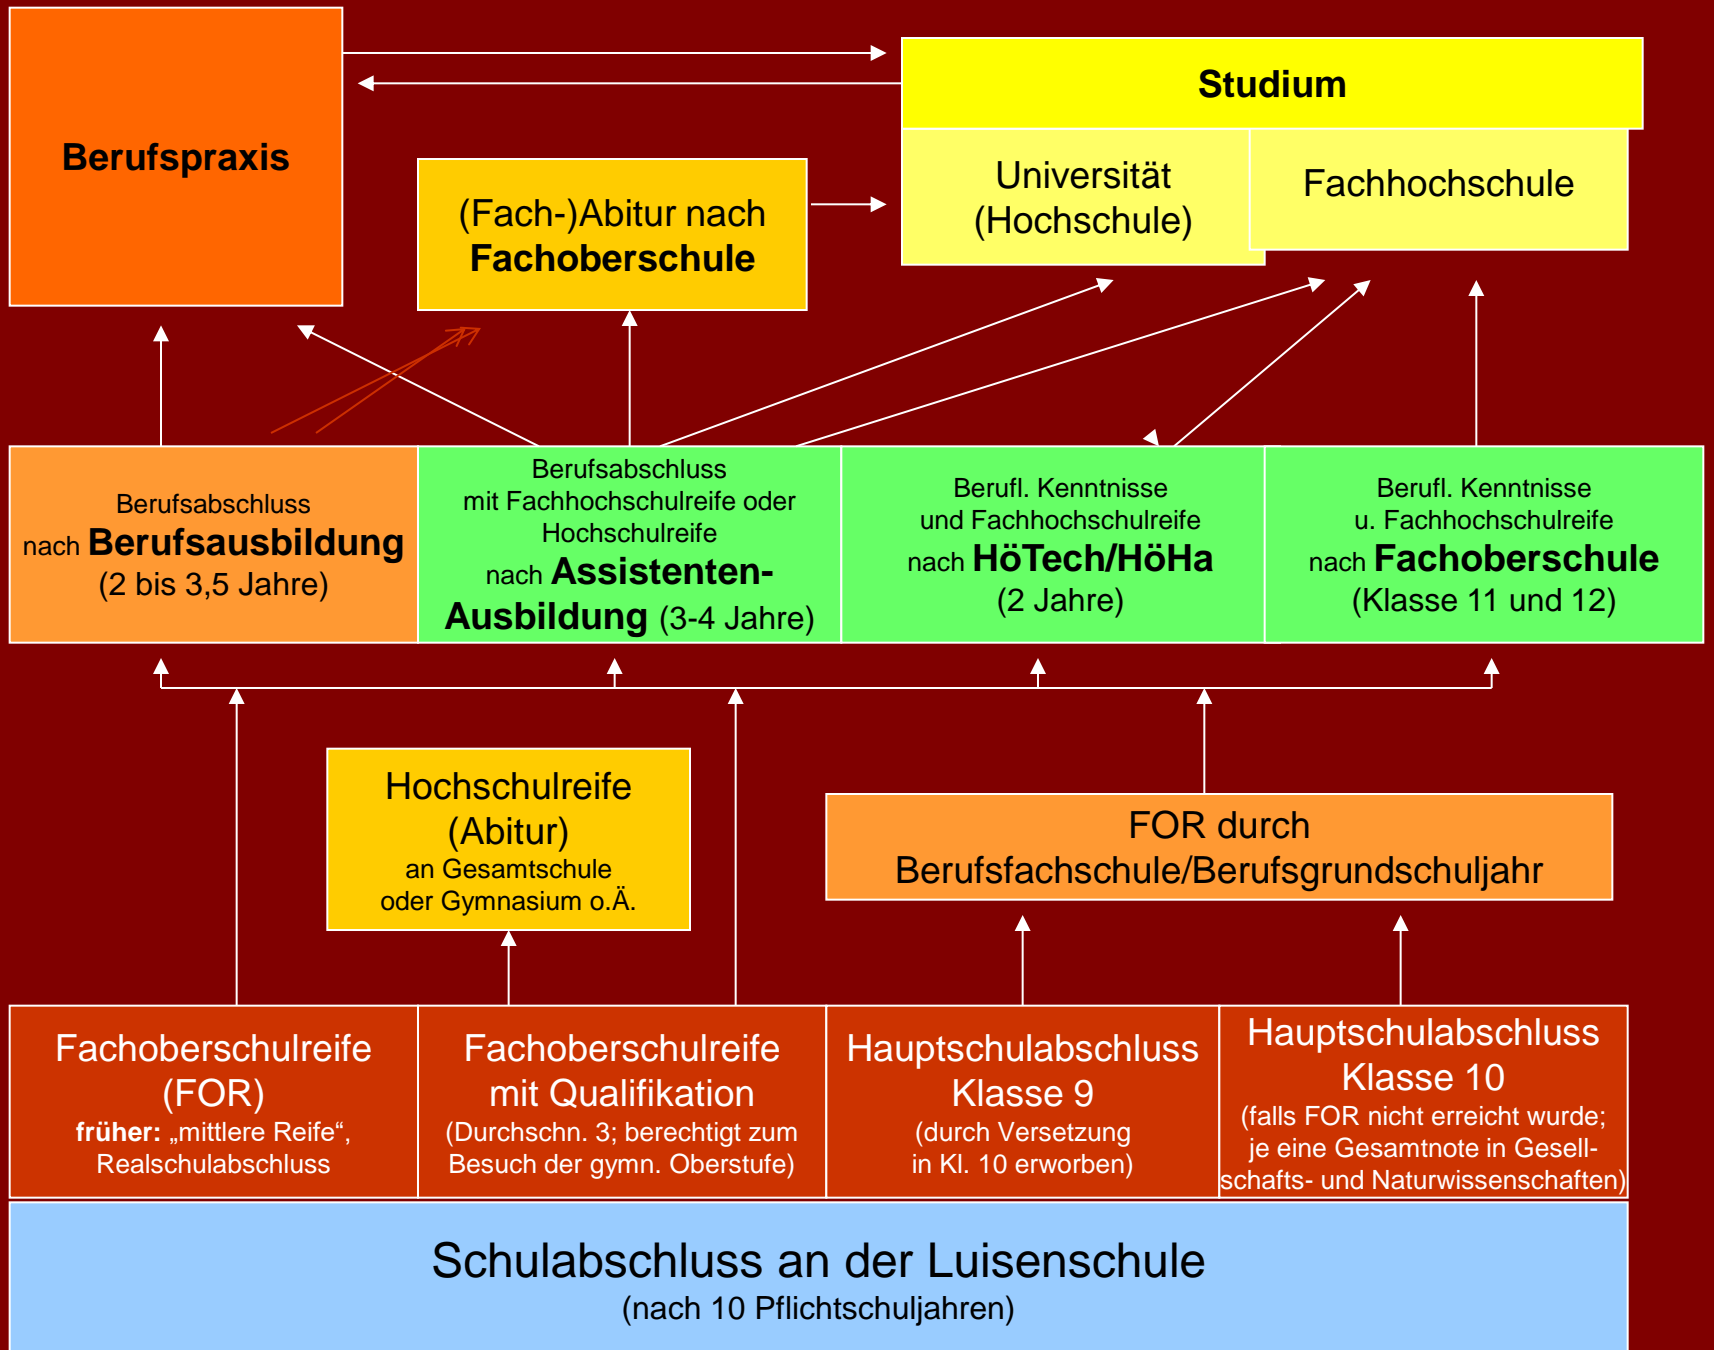 Berufspraxis
Studium
Universität
(Hochschule)
Fachhochschule
(Fach-)Abitur nach
Fachoberschule
Berufsabschluss
nach Berufsausbildung
(2 bis 3,5 Jahre)
Berufsabschluss
mit Fachhochschulreife oder
Hochschulreife
nach Assistenten-
Ausbildung (3-4 Jahre)
Berufl. Kenntnisse
und Fachhochschulreife
nach HöTech/HöHa
(2 Jahre)
Berufl. Kenntnisse
u. Fachhochschulreife
nach Fachoberschule
(Klasse 11 und 12)
Hochschulreife
(Abitur)
an Gesamtschule
oder Gymnasium o.Ä.
FOR durch
Berufsfachschule/Berufsgrundschuljahr
Fachoberschulreife
(FOR)
früher: „mittlere Reife“,
Realschulabschluss
Fachoberschulreife
mit Qualifikation
(Durchschn. 3; berechtigt zum
Besuch der gymn. Oberstufe)
Hauptschulabschluss
Klasse 9
(durch Versetzung
in Kl. 10 erworben)
Hauptschulabschluss
Klasse 10
(falls FOR nicht erreicht wurde;
je eine Gesamtnote in Gesell-
schafts- und Naturwissenschaften)
Schulabschluss an der Luisenschule
(nach 10 Pflichtschuljahren)